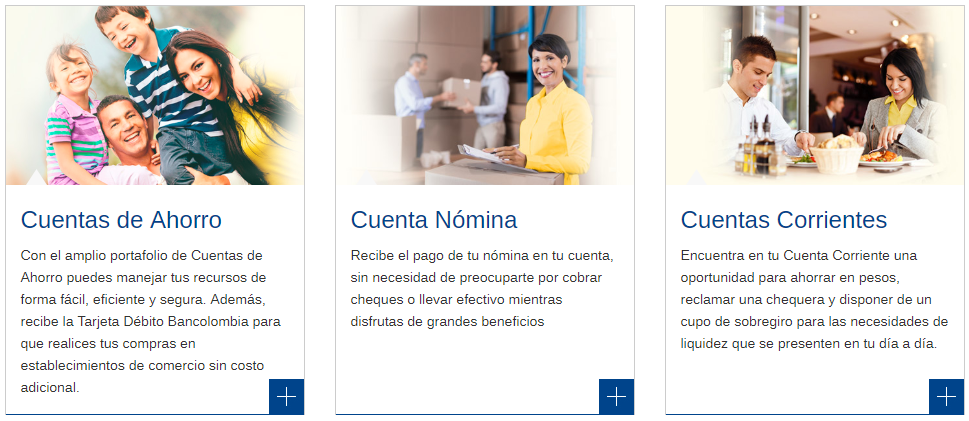 Cuentas de Ahorro
Con el amplio portafolio de Cuentas de
Ahorro puedes manejar tus recursos de
forma fácil, eficiente y segura. Además,
recibe la Tarjeta Débito Bancolombia para
que realices tus compras en
establecimientos de comercio sin costo
adicional.
Cuenta Nómina
Recibe el pago de tu nómina en tu cuenta,
sin necesidad de preocuparte por cobrar
cheques o llevar efectivo mientras
disfrutas de grandes beneficios
Cuentas Corrientes
Encuentra en tu Cuenta Corriente una
oportunidad para ahorrar en pesos,
reclamar una chequera y disponer de un
cupo de sobregiro para las necesidades de
liquidez que se presenten en tu día a día.